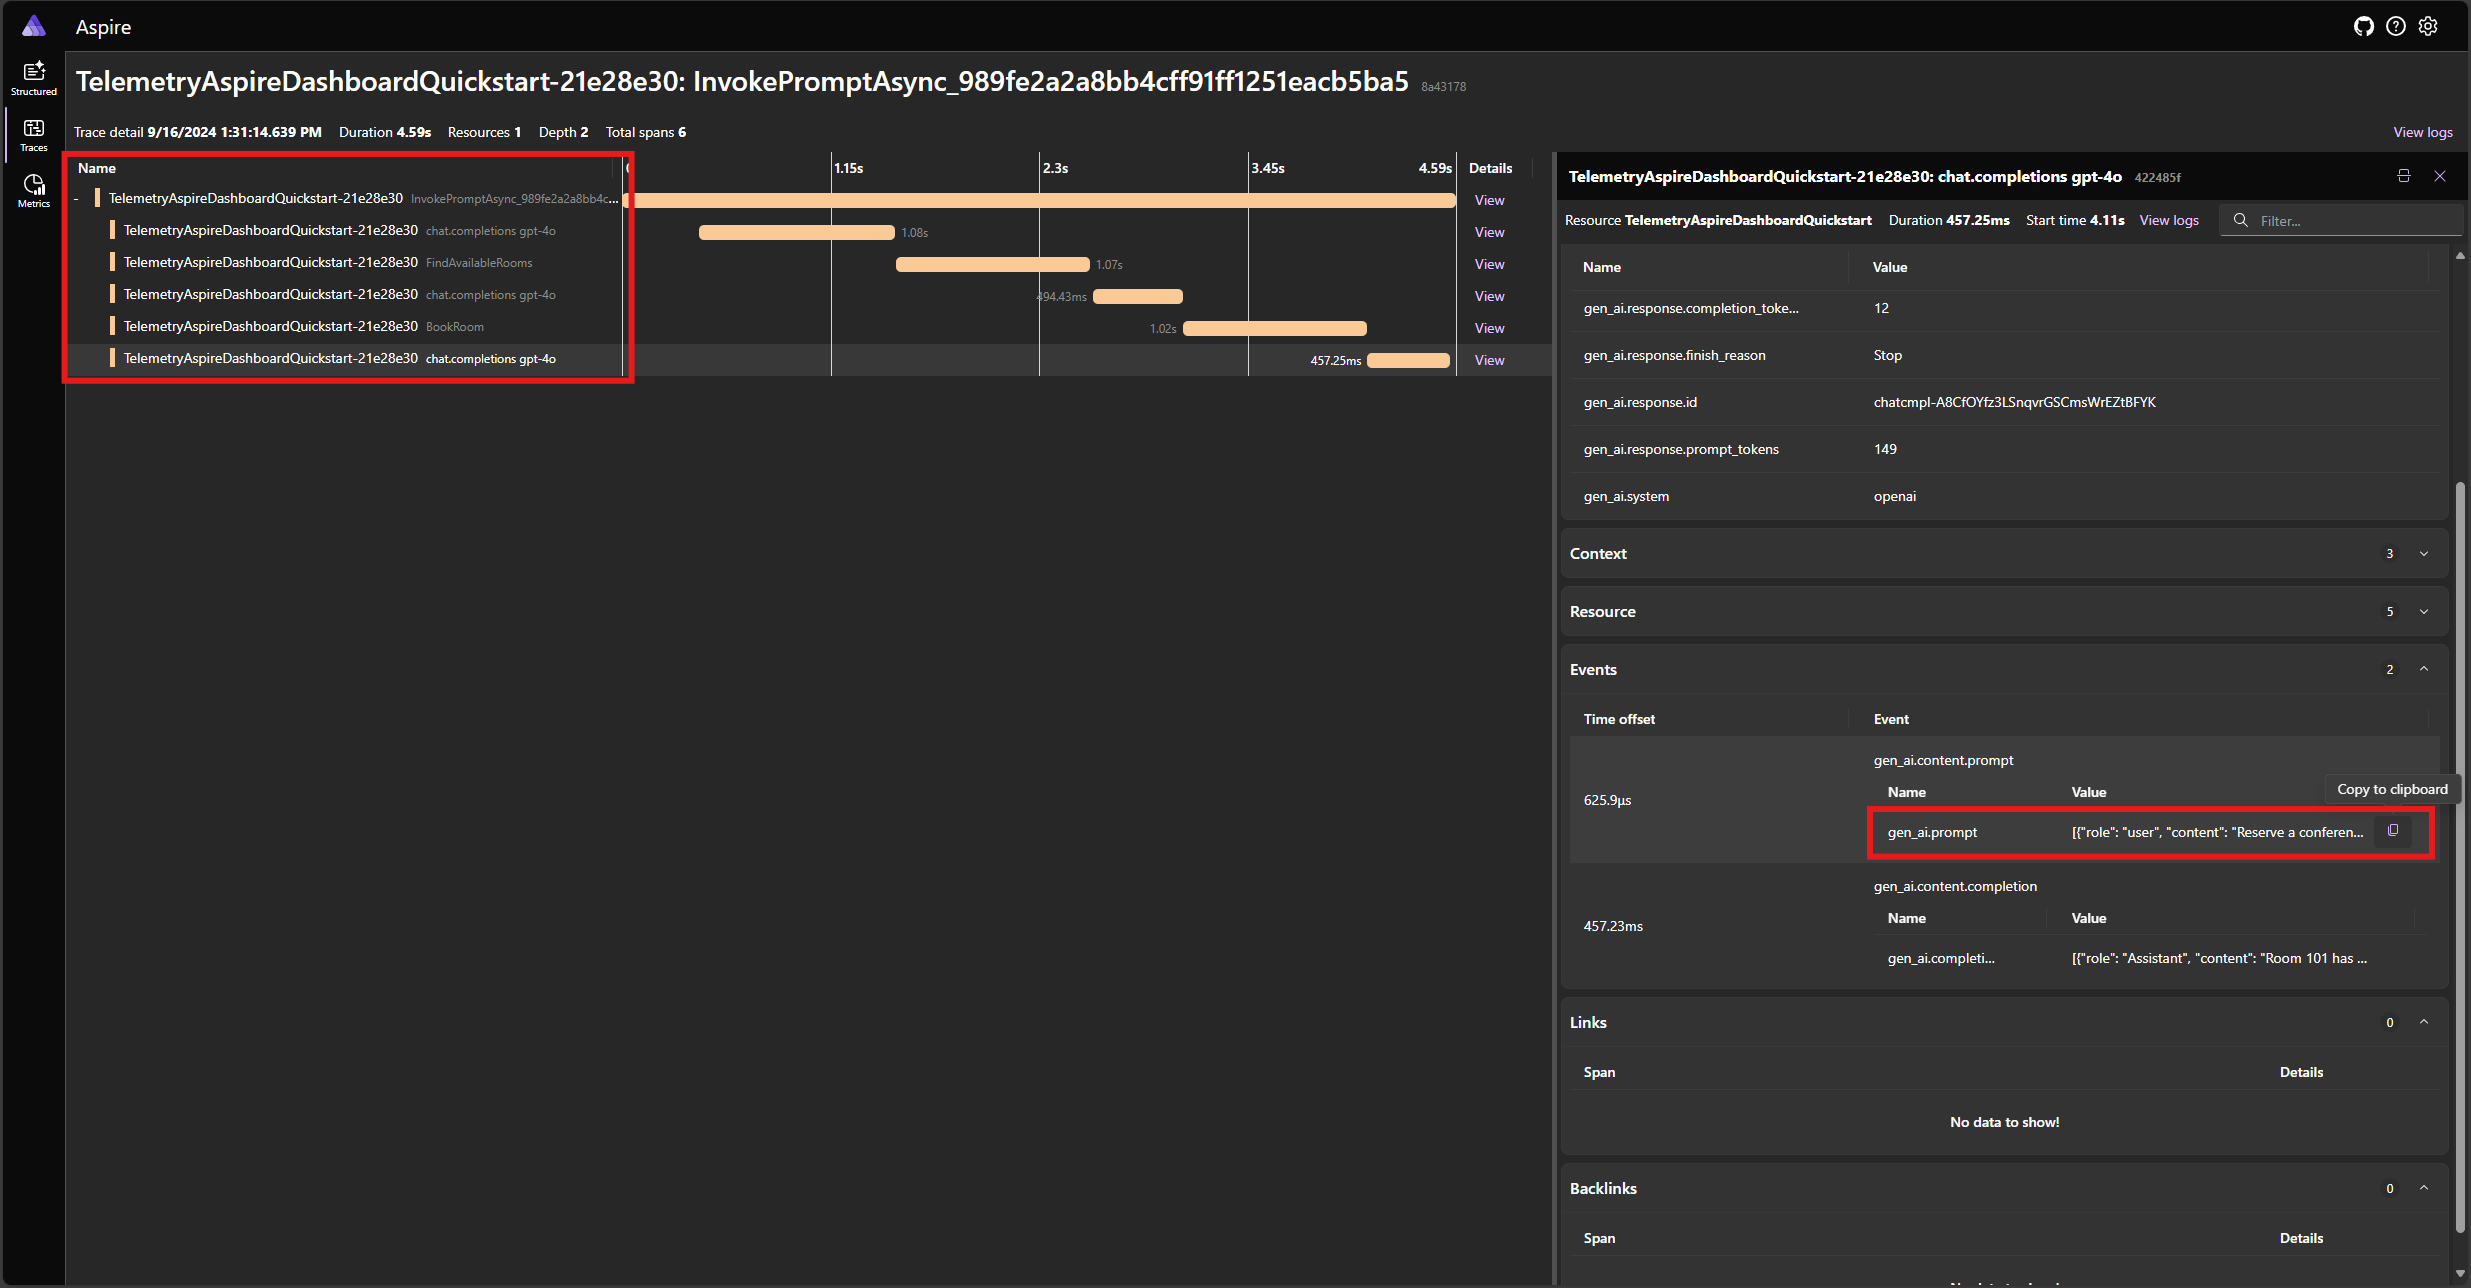 Aspire
Structured
Traces
Metrics
TelemetryAspireDashboardQuickstart-21e28e30: InvokePromptAsync_989fe2a2a8bb4cff91ff1251eacb5ba5 8a43178
Trace detail 9/16/2024 1:31:14.639 PM Duration 4.59s Resources 1 Depth 2 Total spans 6 View logs
Name 1.15s 2.3s 3.45s 4.59s Details
- TelemetryAspireDashboardQuickstart-21e28e30 InvokePromptAsync_989fe2a2a8bb4c... View
TelemetryAspireDashboardQuickstart-21e28e30 chat.completions gpt-4o 1.08s View
TelemetryAspireDashboardQuickstart-21e28e30 FindAvailableRooms 1.07s View
TelemetryAspireDashboardQuickstart-21e28e30 chat.completions gpt-4o 494.43ms View
TelemetryAspireDashboardQuickstart-21e28e30 BookRoom 1.02s View
TelemetryAspireDashboardQuickstart-21e28e30 chat.completions gpt-4o 457.25ms View
TelemetryAspireDashboardQuickstart-21e28e30: chat.completions gpt-4o 422485f
Resource TelemetryAspireDashboardQuickstart Duration 457.25ms Start time 4.11s View logs Filter...
Name Value
gen_ai.response.completion_toke... 12
gen_ai.response.finish_reason Stop
gen_ai.response.id chatcmpl-A8CfOYfz3LSnqvrGSCmsWrEZtBFYK
gen_ai.response.prompt_tokens 149
gen_ai.system openai
Context 3
Resource 5
Events 2
Time offset Event
gen_ai.content.prompt
Name Value Copy to clipboard
625.9µs
gen_ai.prompt [{"role": "user", "content": "Reserve a conferen...
gen_ai.content.completion
Name Value
457.23ms
gen_ai.completi... [{"role": "Assistant", "content": "Room 101 has ...
Links 0
Span Details
No data to show!
Backlinks 0
Span Details